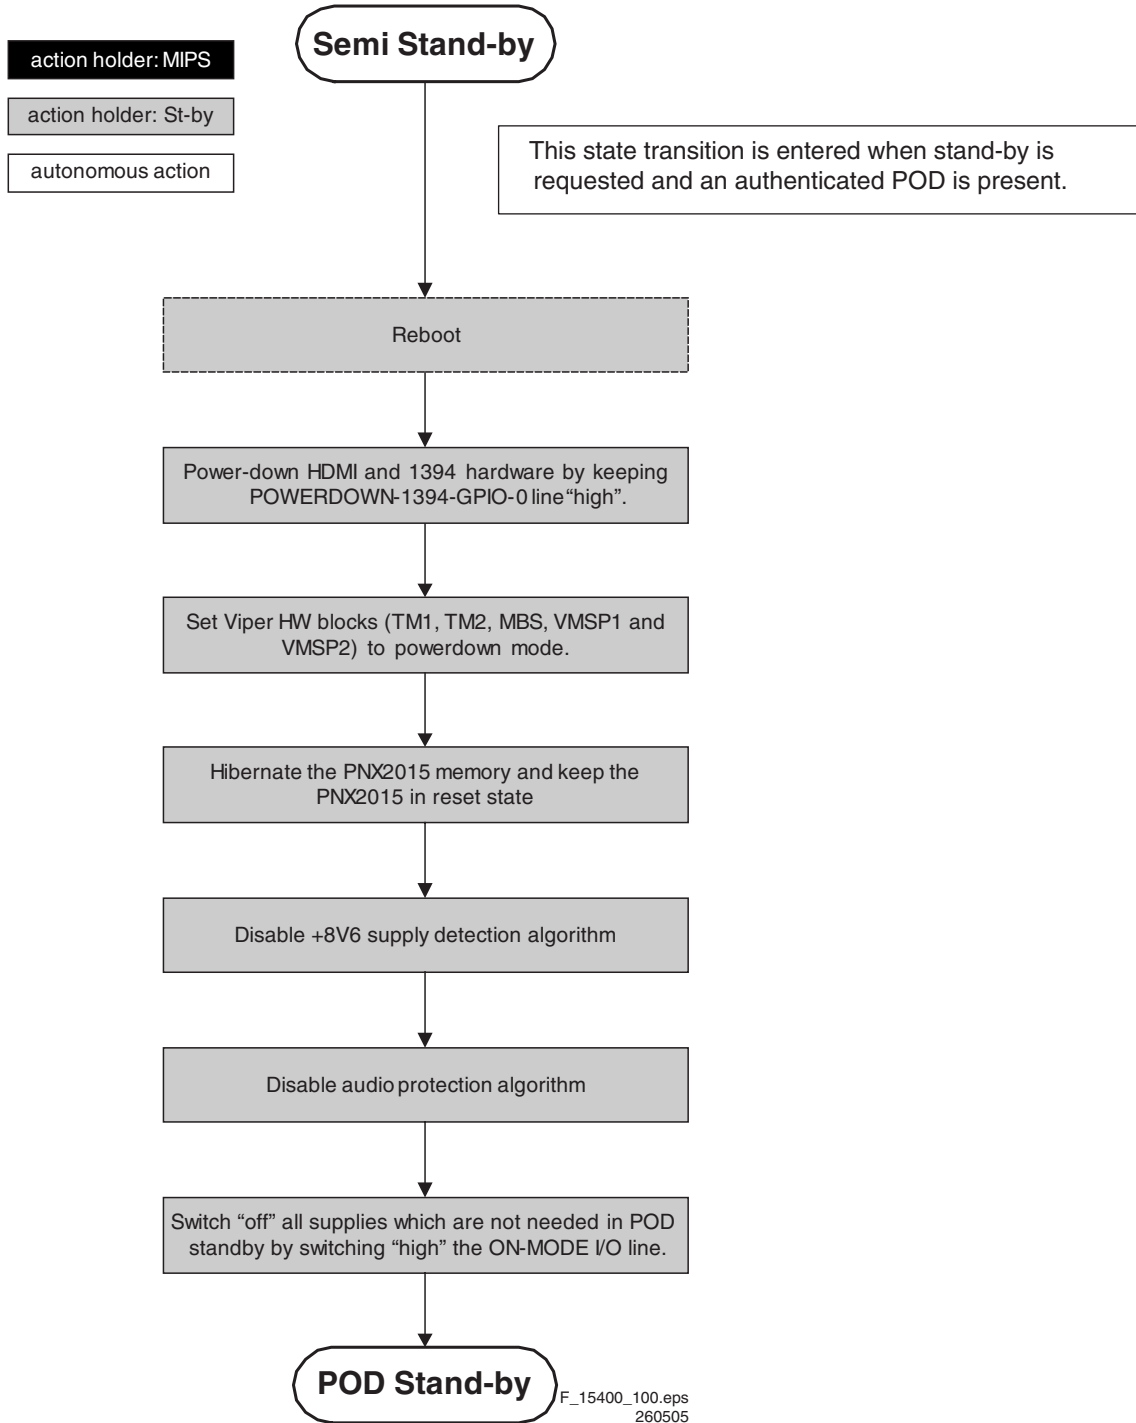 Semi Stand-by
action holder: MIPS
action holder: St-by
autonomous action
This state transition is entered when stand-by is
requested and an authenticated POD is present.
Reboot
Power-down HDMI and 1394 hardware by keeping
POWERDOWN-1394-GPIO-0 line “high”.
Set Viper HW blocks (TM1, TM2, MBS, VMSP1 and
VMSP2) to powerdown mode.
Hibernate the PNX2015 memory and keep the
PNX2015 in reset state
Disable +8V6 supply detection algorithm
Disable audio protection algorithm
Switch “off” all supplies which are not needed in POD
standby by switching “high” the ON-MODE I/O line.
POD Stand-by
F_15400_100.eps
260505